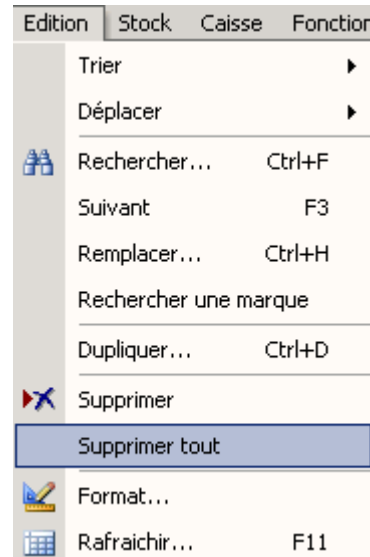 Edition Stock Caisse
Trier
Déplacer
Rechercher... Ctrl+F
Suivant F3
Remplacer... Ctrl+H
Rechercher une marque
Dupliquer... Ctrl+D
Supprimer
Supprimer tout
Format...
Rafraichir... F11